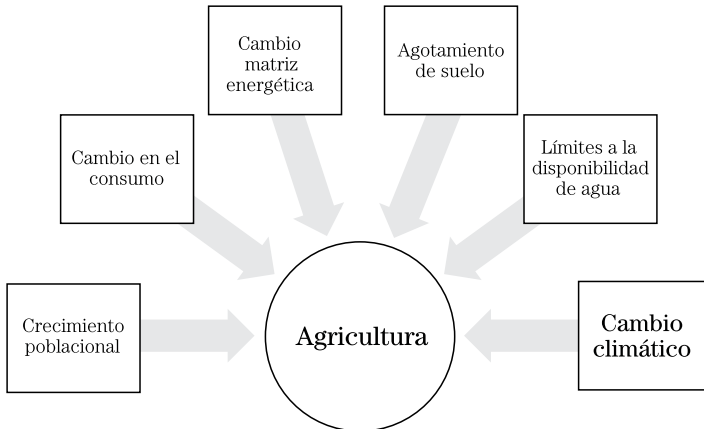 Cambio
matriz
energética
Agotamiento
de suelo
Cambio en el
consumo
Límites a la
disponibilidad
de agua
Crecimiento
poblacional
Agricultura
Cambio
climático